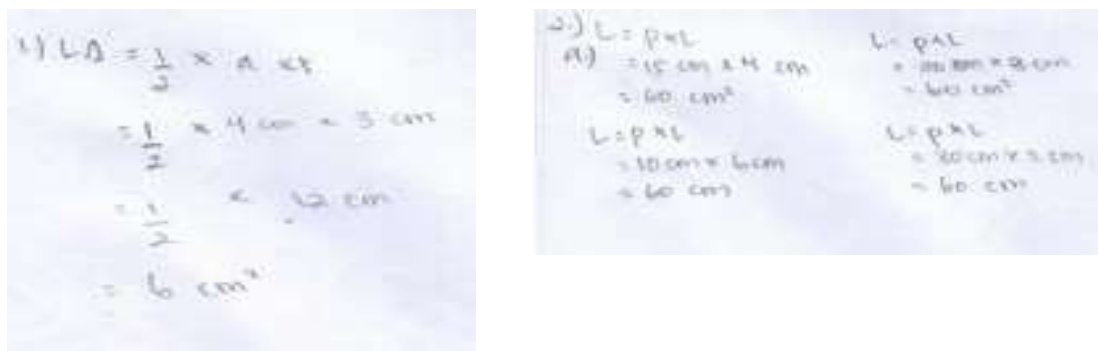 1) LΔ = 1/2 × a × t
= 1/2 × 4 cm × 3 cm
= 1/2 × 12 cm
= 6 cm²
2.) L = p × L
a.) = 15 cm × 4 cm
= 60 cm²
L = p × L
= 10 cm × 6 cm
= 60 cm
L = p × L
= 60 cm²
L = p × L
= 60 cm